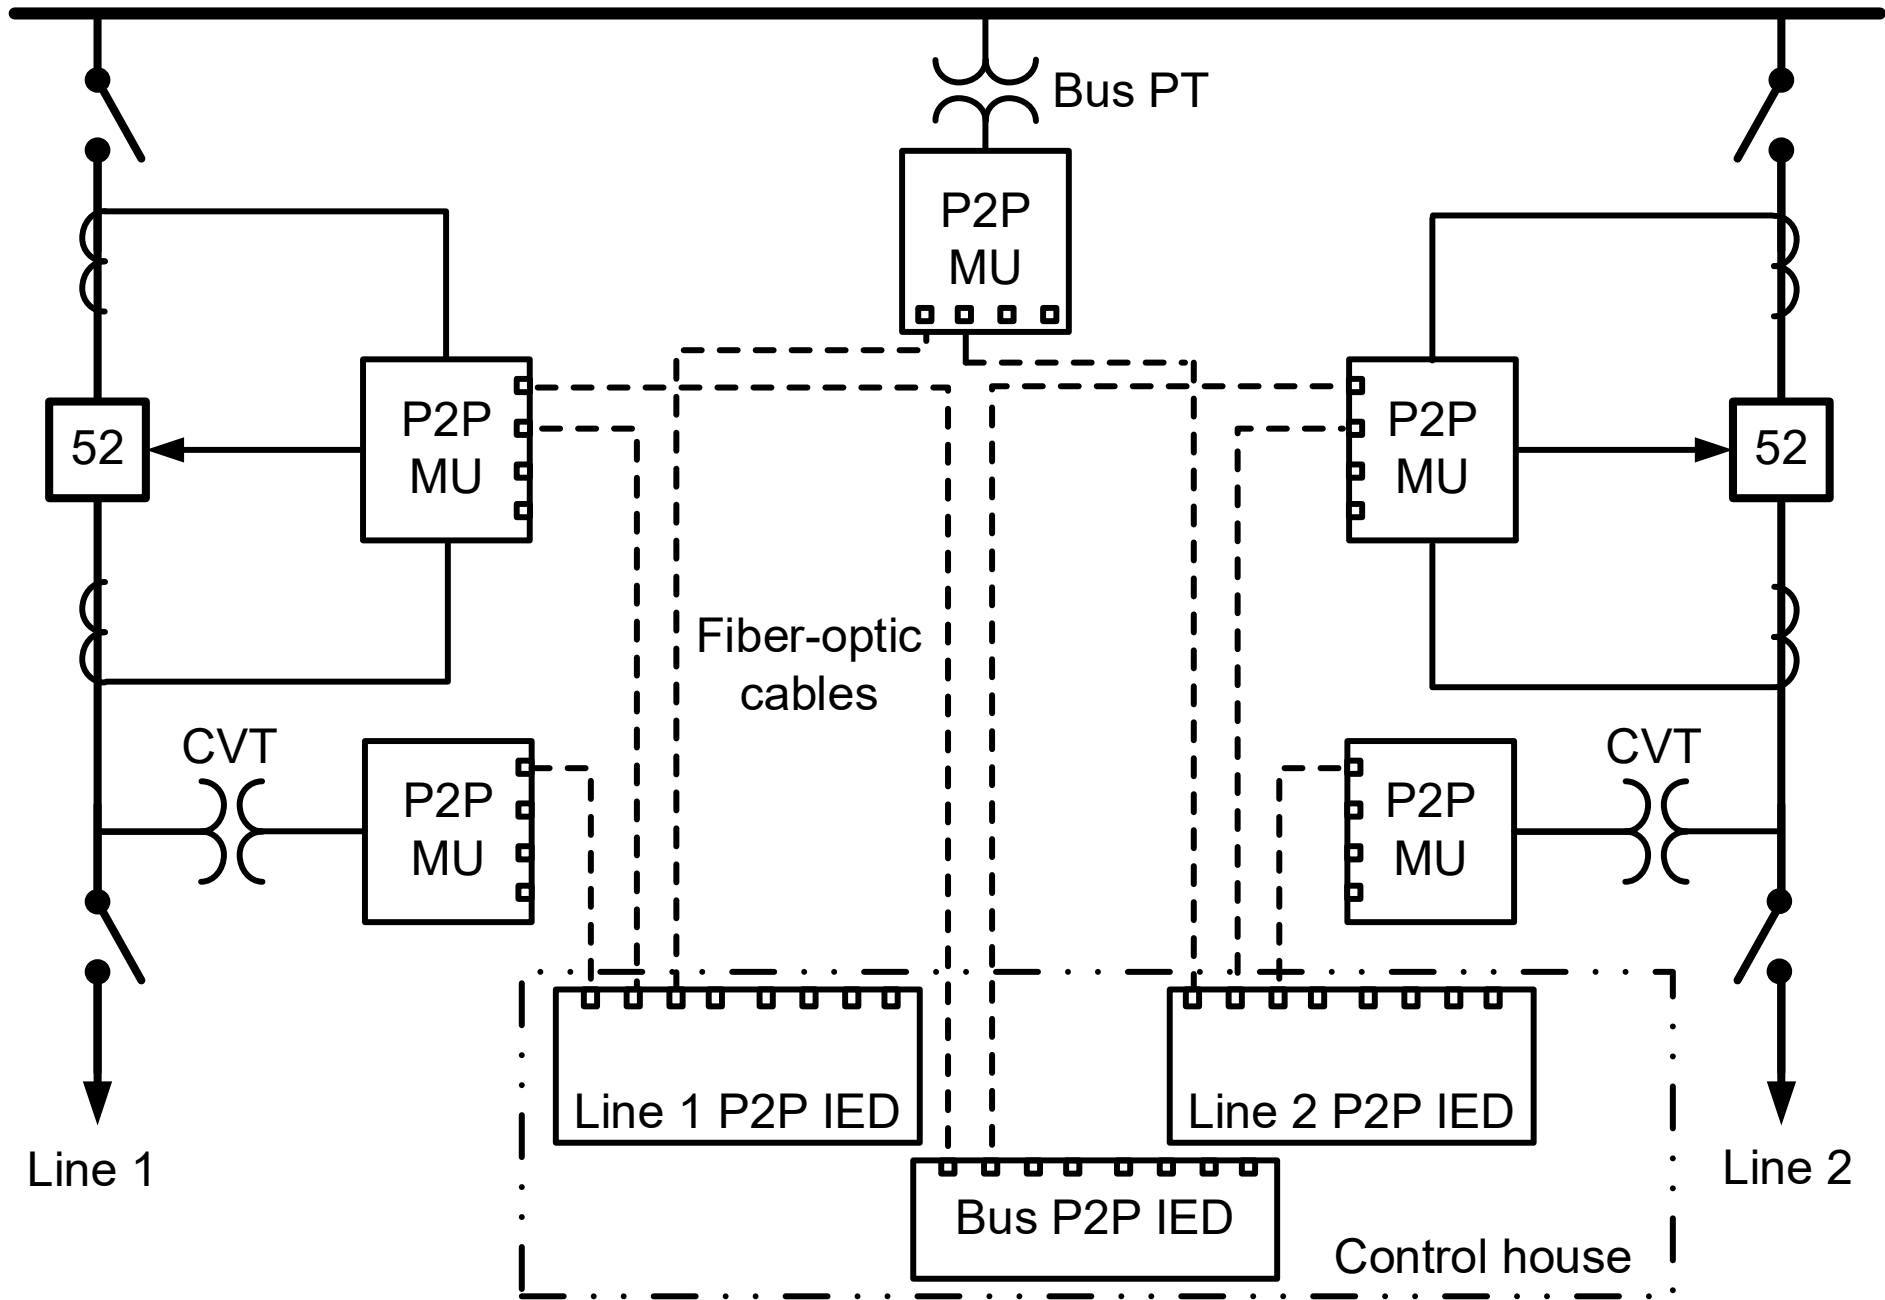 Bus PT
P2P
MU
P2P
MU
P2P
MU
52
52
Fiber-optic
cables
CVT
CVT
P2P
MU
P2P
MU
Line 1 P2P IED
Line 2 P2P IED
Line 1
Line 2
Bus P2P IED
Control house